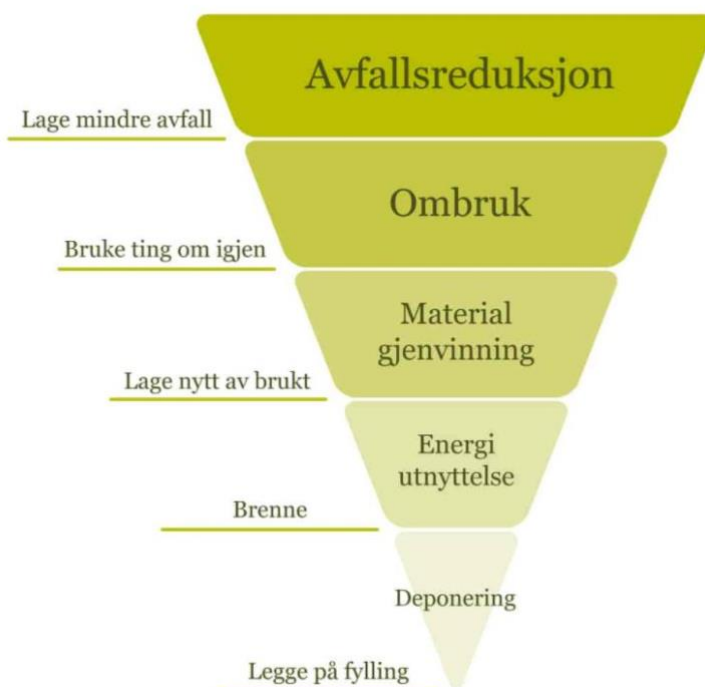 Avfallsreduksjon
Lage mindre avfall
Ombruk
Bruke ting om igjen
Material
gjenvinning
Lage nytt av brukt
Energi
utnyttelse
Brenne
Deponering
Legge på fylling